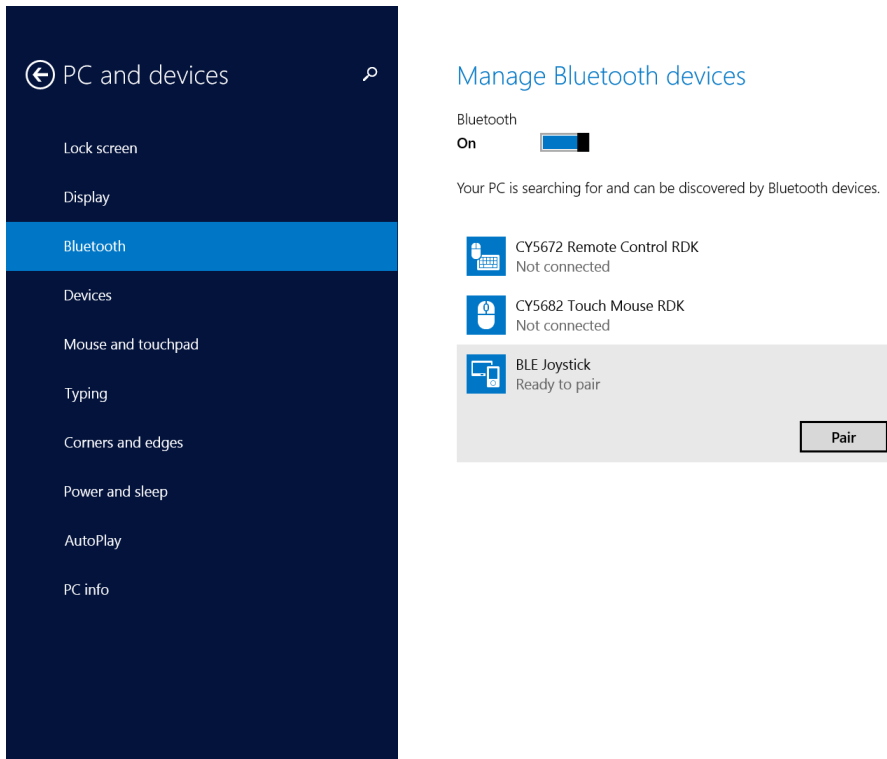 PC and devices
Lock screen
Display
Bluetooth
Devices
Mouse and touchpad
Typing
Corners and edges
Power and sleep
AutoPlay
PC info
Manage Bluetooth devices
Bluetooth
On
Your PC is searching for and can be discovered by Bluetooth devices.
CY5672 Remote Control RDK
Not connected
CY5682 Touch Mouse RDK
Not connected
BLE Joystick
Ready to pair
Pair